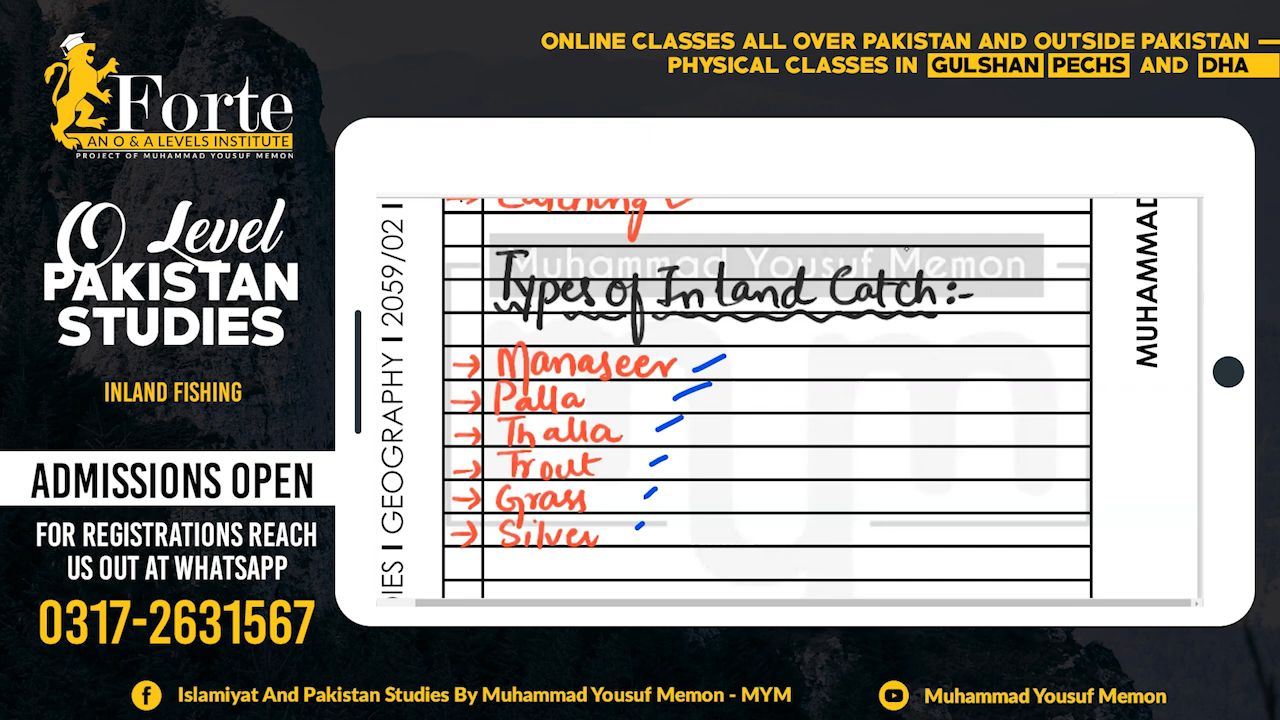 ONLINE CLASSES ALL OVER PAKISTAN AND OUTSIDE PAKISTAN
PHYSICAL CLASSES IN GULSHAN PECHS AND DHA
Forte
AN O & A LEVELS INSTITUTE
PROJECT OF MUHAMMAD YOUSUF MEMON
O Level
PAKISTAN
STUDIES
INLAND FISHING
ADMISSIONS OPEN
FOR REGISTRATIONS REACH
US OUT AT WHATSAPP
0317-2631567
IES I GEOGRAPHY I 2059/02 I
Catching
Muhammad Yousuf Memon
Types of Inland Catch:-
→ Manaseer
→ Palla
→ Thalla
→ Trout
→ Grass
→ Silver
MUHAMMAD
Islamiyat And Pakistan Studies By Muhammad Yousuf Memon - MYM
Muhammad Yousuf Memon